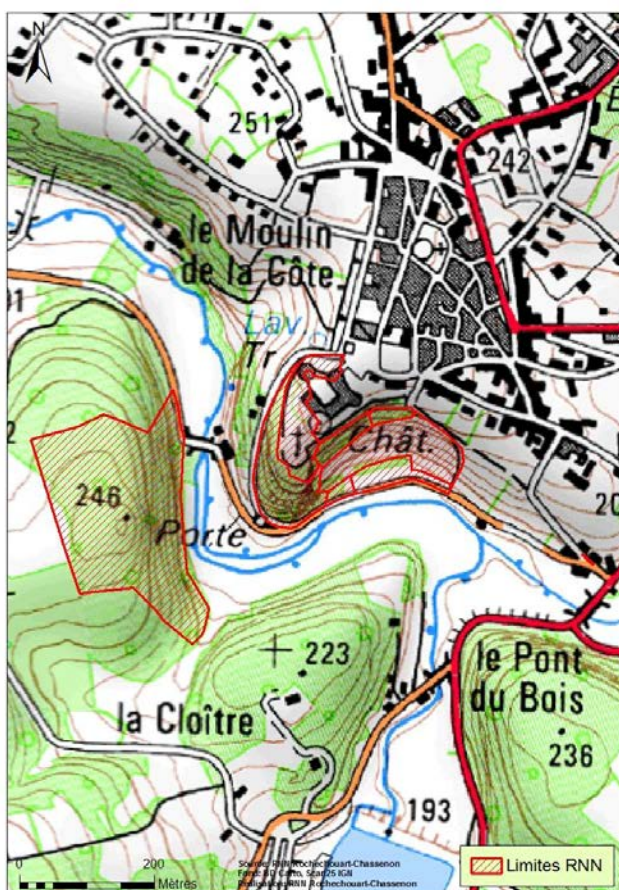 N
251
242
le Moulin
de la Côte
Lav.
Tr
Chât.
246
Porte
223
le Pont
du Bois
la Cloître
236
193
0 200
Mètres
Limites RNN